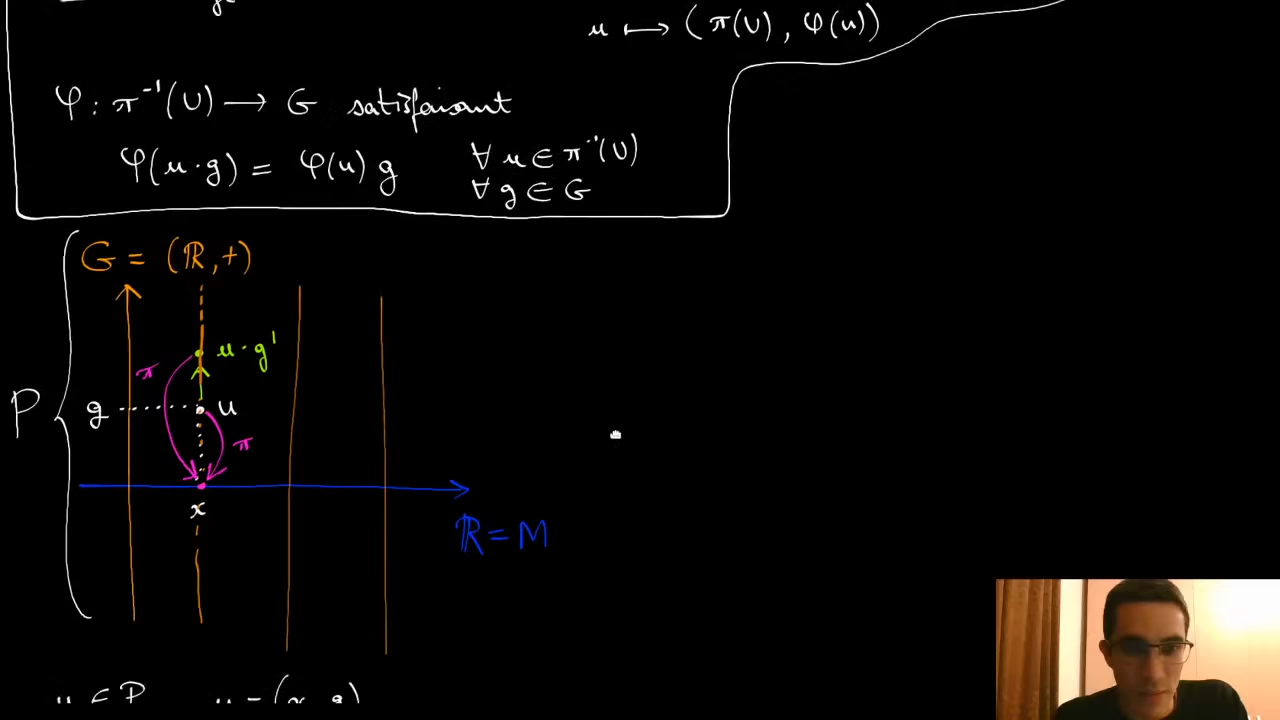 u ⟼ (π(U), φ(u))
φ : π⁻¹(U) ⟶ G satisfaisant
φ(u·g) = φ(u) g ∀ u ∈ π⁻¹(U)
∀ g ∈ G
G = (ℝ,+)
u·g'
π
P
g
u
π
x
ℝ = M
u ∈ P u = (x, g)